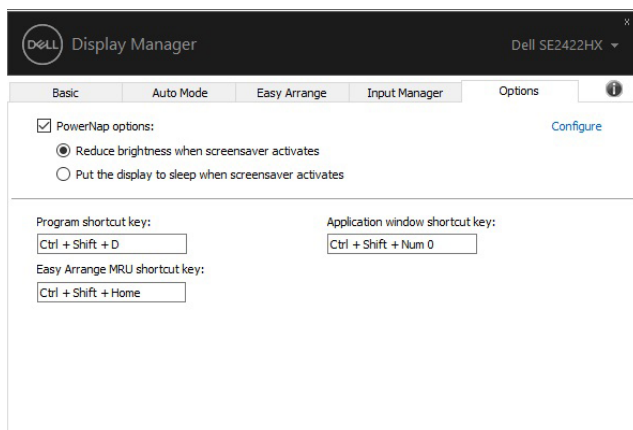 x
DELL Display Manager Dell SE2422HX
Basic Auto Mode Easy Arrange Input Manager Options i
PowerNap options: Configure
Reduce brightness when screensaver activates
Put the display to sleep when screensaver activates
Program shortcut key: Application window shortcut key:
Ctrl + Shift + D Ctrl + Shift + Num 0
Easy Arrange MRU shortcut key:
Ctrl + Shift + Home